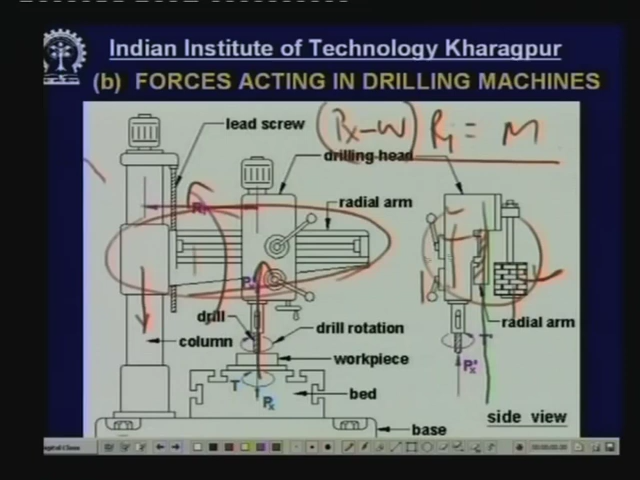 Indian Institute of Technology Kharagpur
(b) FORCES ACTING IN DRILLING MACHINES
(Px-W) R1 = M
lead screw
drilling head
R1
radial arm
Px'
drill
drill rotation
column
workpiece
T
Px
bed
base
T'
radial arm
Px'
side view